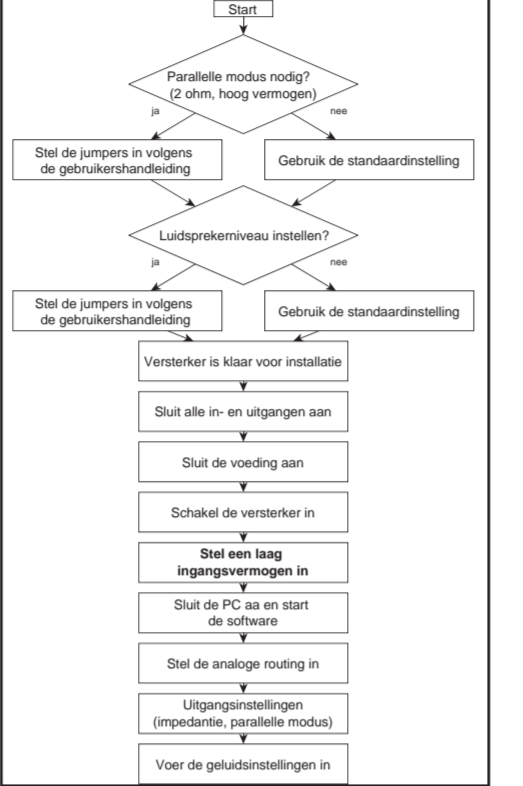 Start
Parallelle modus nodig?
(2 ohm, hoog vermogen)
ja
nee
Stel de jumpers in volgens
de gebruikershandleiding
Gebruik de standaardinstelling
Luidsprekerniveau instellen?
ja
nee
Stel de jumpers in volgens
de gebruikershandleiding
Gebruik de standaardinstelling
Versterker is klaar voor installatie
Sluit alle in- en uitgangen aan
Sluit de voeding aan
Schakel de versterker in
Stel een laag
ingangsvermogen in
Sluit de PC aa en start
de software
Stel de analoge routing in
Uitgangsinstellingen
(impedantie, parallelle modus)
Voer de geluidsinstellingen in